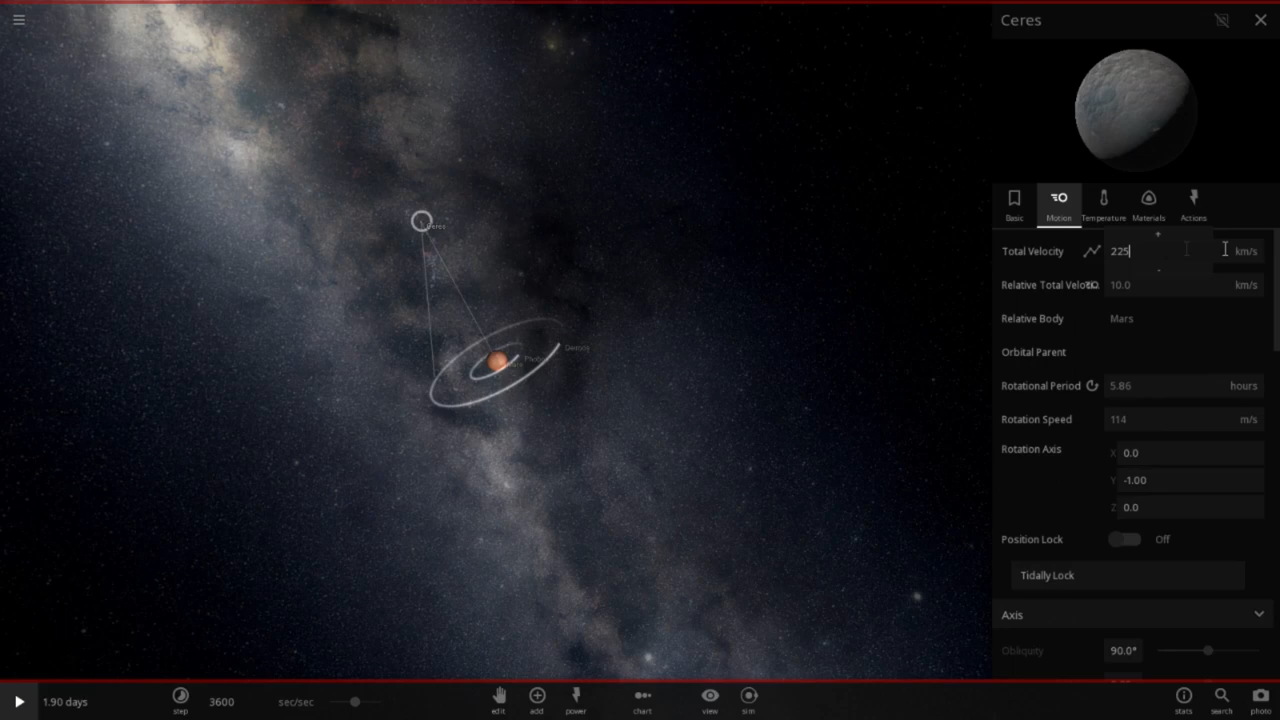 Ceres
Ceres
Deimos
Basic
Motion
Temperature
Materials
Actions
Total Velocity 225 km/s
Relative Total Velo 10.0 km/s
Relative Body Mars
Orbital Parent
Rotational Period 5.86 hours
Rotation Speed 114 m/s
Rotation Axis X 0.0
Y -1.00
Z 0.0
Position Lock Off
Tidally Lock
Axis
Obliquity 90.0°
1.90 days
step
3600 sec/sec
edit
add
power
chart
view
sim
stats
search
photo